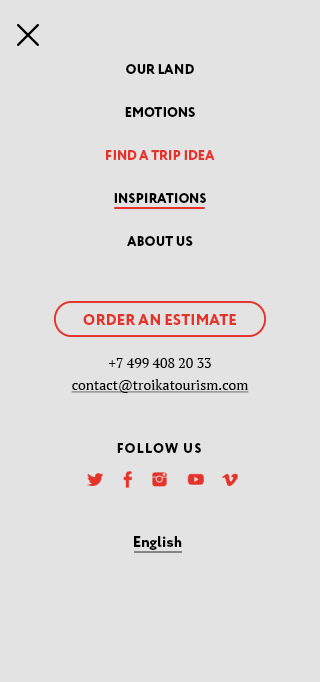 OUR LAND
EMOTIONS
FIND A TRIP IDEA
INSPIRATIONS
ABOUT US
ORDER AN ESTIMATE
+7 499 408 20 33
contact@troikatourism.com
FOLLOW US
English